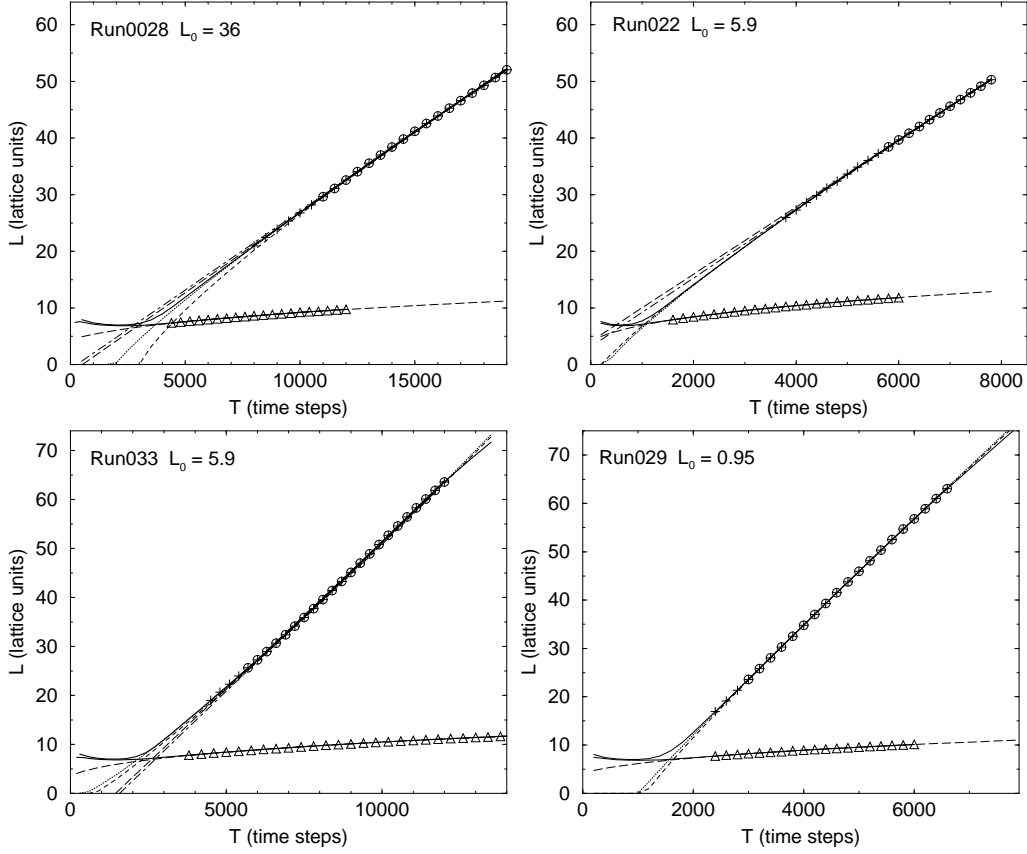 Run0028 L₀ = 36
L (lattice units)
60
50
40
30
20
10
0
0 5000 10000 15000
T (time steps)
Run022 L₀ = 5.9
L (lattice units)
60
50
40
30
20
10
0
0 2000 4000 6000 8000
T (time steps)
Run033 L₀ = 5.9
L (lattice units)
70
60
50
40
30
20
10
0
0 5000 10000
T (time steps)
Run029 L₀ = 0.95
L (lattice units)
70
60
50
40
30
20
10
0
0 2000 4000 6000
T (time steps)